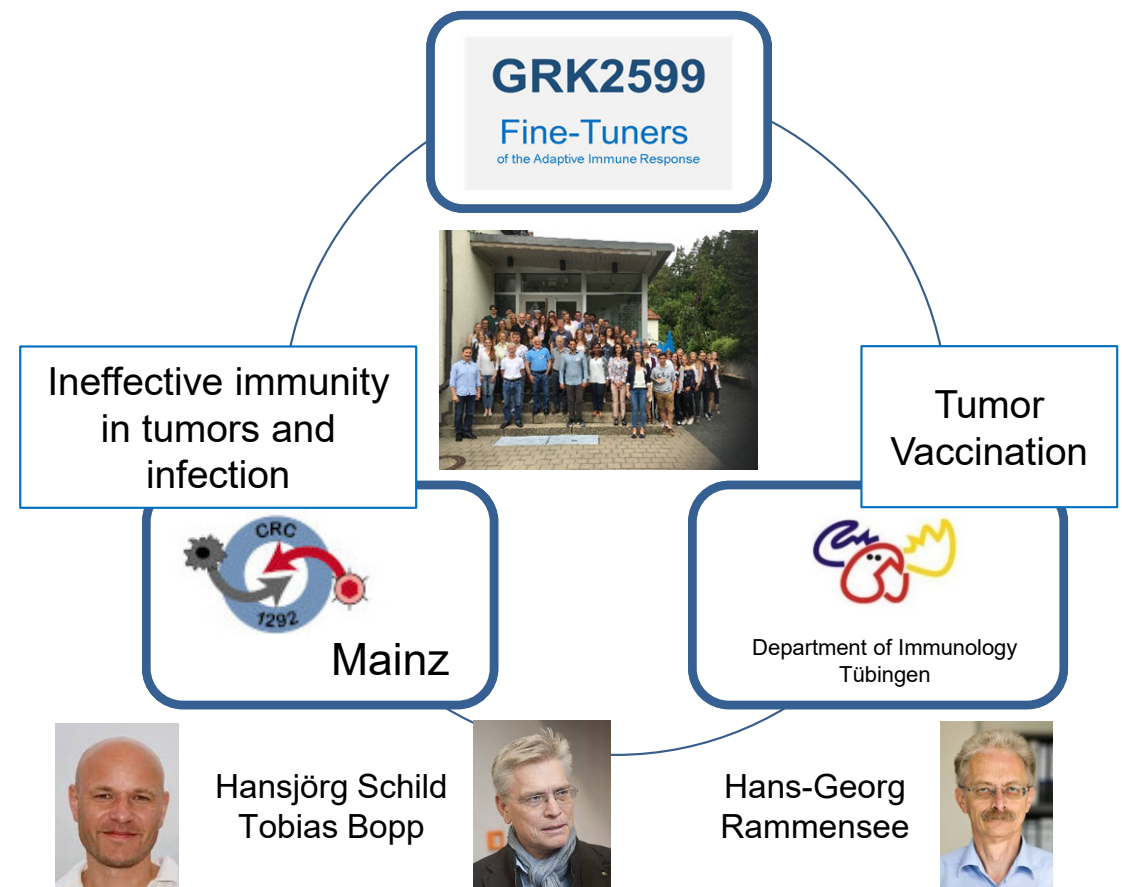 GRK2599
Fine-Tuners
of the Adaptive Immune Response
Ineffective immunity
in tumors and
infection
Tumor
Vaccination
CRC
1292
Mainz
Department of Immunology
Tübingen
Hansjörg Schild
Tobias Bopp
Hans-Georg
Rammensee